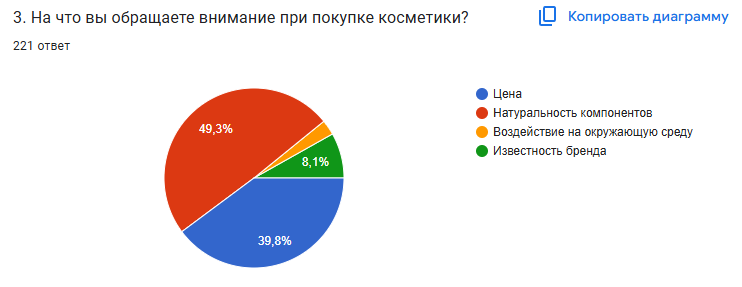 3. На что вы обращаете внимание при покупке косметики?
Копировать диаграмму
221 ответ
Цена
Натуральность компонентов
Воздействие на окружающую среду
Известность бренда
49,3%
8,1%
39,8%